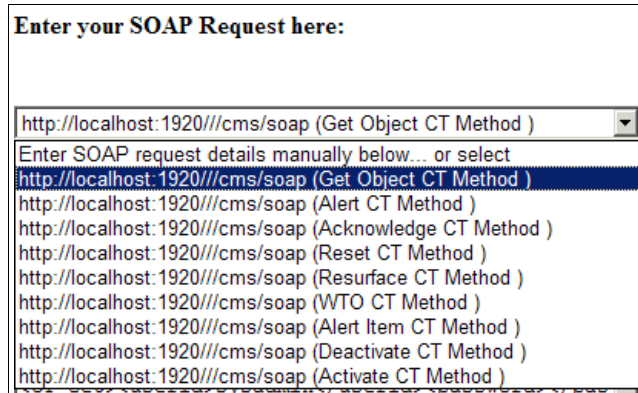 Enter your SOAP Request here:
http://localhost:1920///cms/soap (Get Object CT Method )
Enter SOAP request details manually below... or select
http://localhost:1920///cms/soap (Get Object CT Method )
http://localhost:1920///cms/soap (Alert CT Method )
http://localhost:1920///cms/soap (Acknowledge CT Method )
http://localhost:1920///cms/soap (Reset CT Method )
http://localhost:1920///cms/soap (Resurface CT Method )
http://localhost:1920///cms/soap (WTO CT Method )
http://localhost:1920///cms/soap (Alert Item CT Method )
http://localhost:1920///cms/soap (Deactivate CT Method )
http://localhost:1920///cms/soap (Activate CT Method )